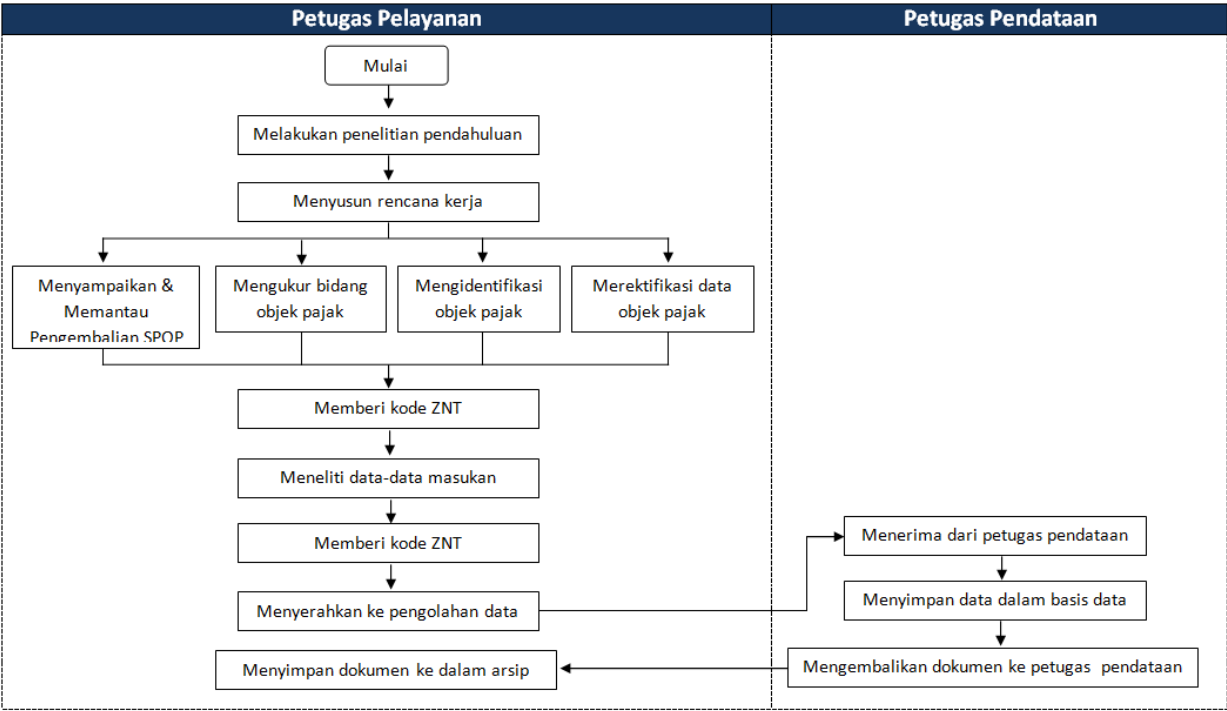 Petugas Pelayanan
Petugas Pendataan
Mulai
Melakukan penelitian pendahuluan
Menyusun rencana kerja
Menyampaikan &
Memantau
Pengembalian SPOP
Mengukur bidang
objek pajak
Mengidentifikasi
objek pajak
Merektifikasi data
objek pajak
Memberi kode ZNT
Meneliti data-data masukan
Memberi kode ZNT
Menyerahkan ke pengolahan data
Menerima dari petugas pendataan
Menyimpan data dalam basis data
Mengembalikan dokumen ke petugas pendataan
Menyimpan dokumen ke dalam arsip